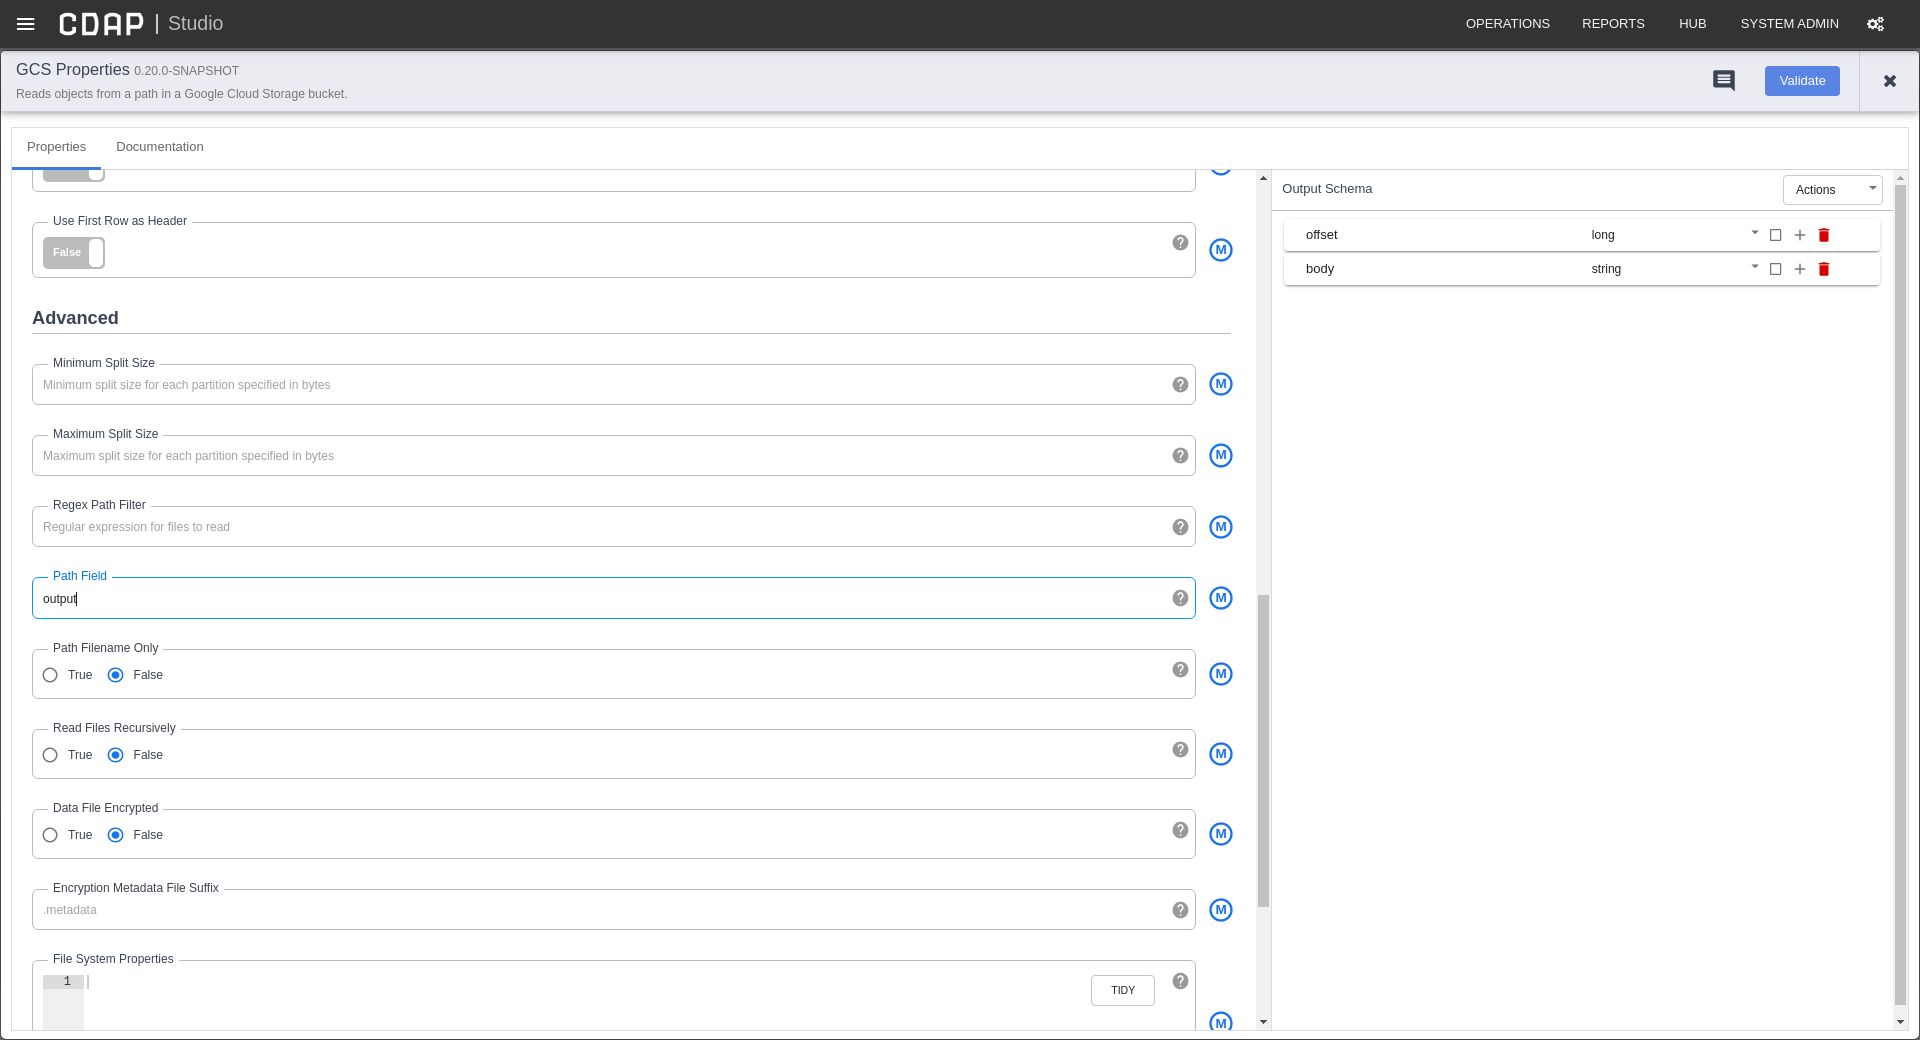 CDAP | Studio
OPERATIONS REPORTS HUB SYSTEM ADMIN
GCS Properties 0.20.0-SNAPSHOT
Reads objects from a path in a Google Cloud Storage bucket.
Validate
Properties Documentation
Use First Row as Header
False
M
Advanced
Minimum Split Size
Minimum split size for each partition specified in bytes
M
Maximum Split Size
Maximum split size for each partition specified in bytes
M
Regex Path Filter
Regular expression for files to read
M
Path Field
output
M
Path Filename Only
True False
M
Read Files Recursively
True False
M
Data File Encrypted
True False
M
Encryption Metadata File Suffix
.metadata
M
File System Properties
1
TIDY
M
Output Schema
Actions
offset long
body string